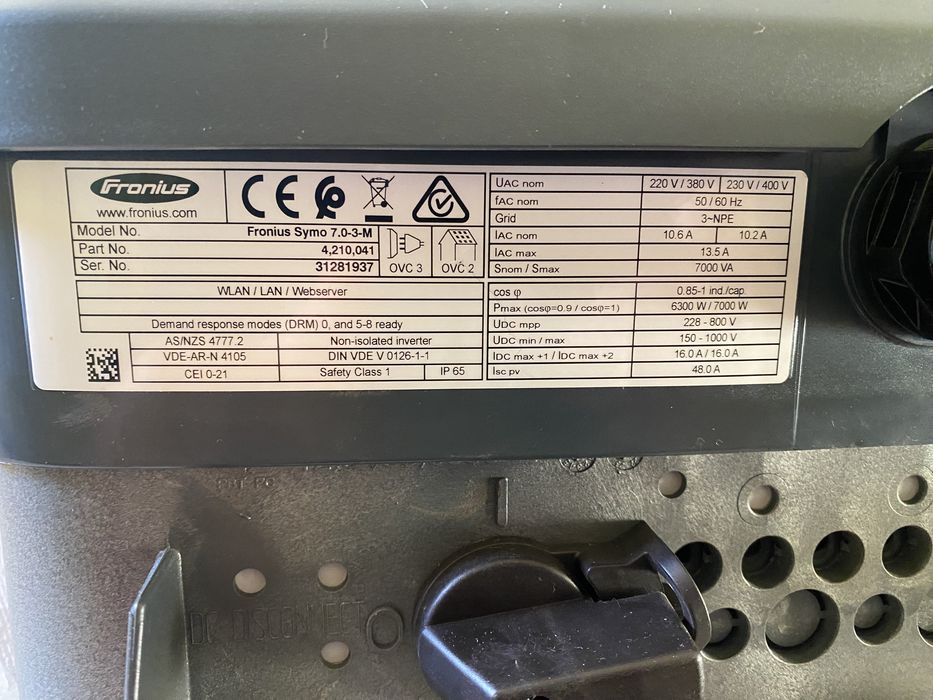 Fronius
www.fronius.com
CE
Model No. Fronius Symo 7.0-3-M
Part No. 4,210,041
Ser. No. 31281937
OVC 3 OVC 2
WLAN / LAN / Webserver
Demand response modes (DRM) 0, and 5-8 ready
AS/NZS 4777.2 Non-isolated inverter
VDE-AR-N 4105 DIN VDE V 0126-1-1
CEI 0-21 Safety Class 1 IP 65
UAC nom 220 V / 380 V 230 V / 400 V
fAC nom 50 / 60 Hz
Grid 3~NPE
IAC nom 10.6 A 10.2 A
IAC max 13.5 A
Snom / Smax 7000 VA
cos φ 0.85-1 ind./cap.
Pmax (cosφ=0.9 / cosφ=1) 6300 W / 7000 W
UDC mpp 228 - 800 V
UDC min / max 150 - 1000 V
IDC max +1 / IDC max +2 16.0 A / 16.0 A
Isc pv 48.0 A
DC DISCONNECT